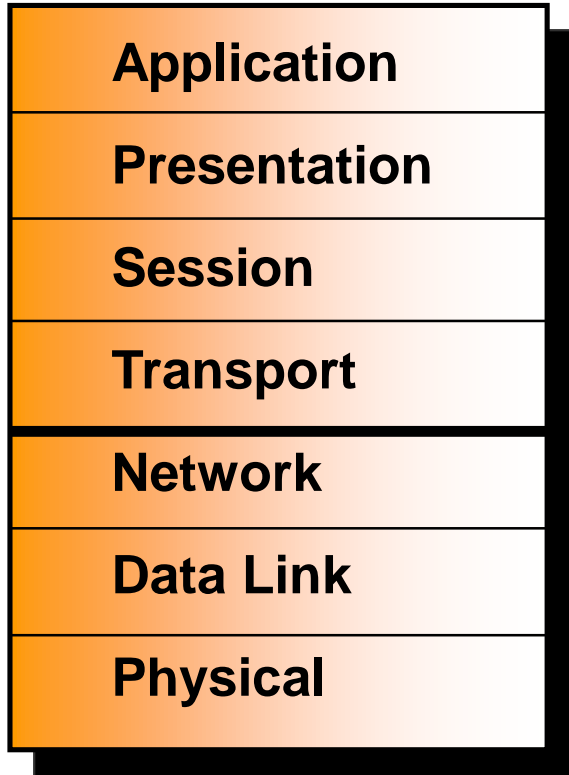 Application
Presentation
Session
Transport
Network
Data Link
Physical